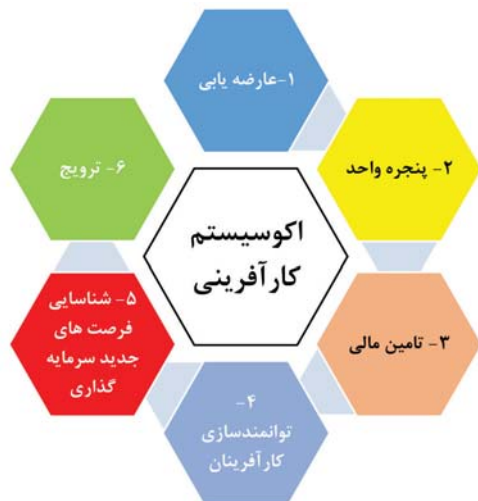 ۱-عارضه یابی
۲- پنجره واحد
۳- تامین مالی
۴-
توانمندسازی
کارآفرینان
۵- شناسایی
فرصت های
جدید سرمایه
گذاری
۶- ترویج
اکوسیستم
کارآفرینی